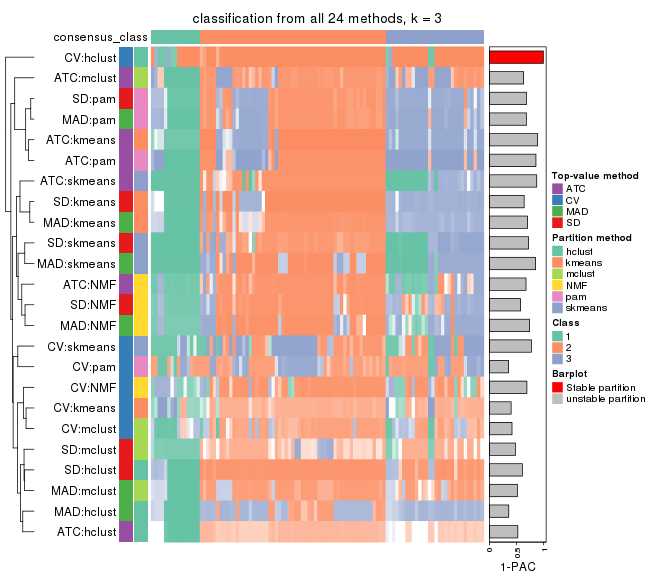 classification from all 24 methods, k = 3
consensus_class
CV:hclust
ATC:mclust
SD:pam
MAD:pam
ATC:kmeans
ATC:pam
ATC:skmeans
SD:kmeans
MAD:kmeans
SD:skmeans
MAD:skmeans
ATC:NMF
SD:NMF
MAD:NMF
CV:skmeans
CV:pam
CV:NMF
CV:kmeans
CV:mclust
SD:mclust
SD:hclust
MAD:mclust
MAD:hclust
ATC:hclust
0 0.5 1
1-PAC
Top-value method
ATC
CV
MAD
SD
Partition method
hclust
kmeans
mclust
NMF
pam
skmeans
Class
1
2
3
Barplot
Stable partition
unstable partition